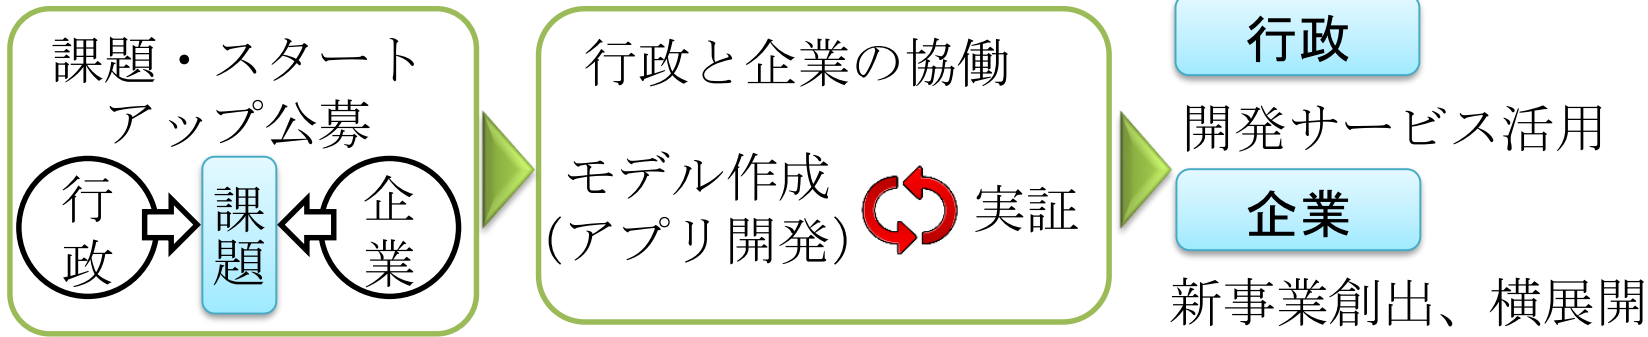 課題・スタート
アップ公募
行政
課題
企業
行政と企業の協働
モデル作成
(アプリ開発)
実証
行政
開発サービス活用
企業
新事業創出、横展開